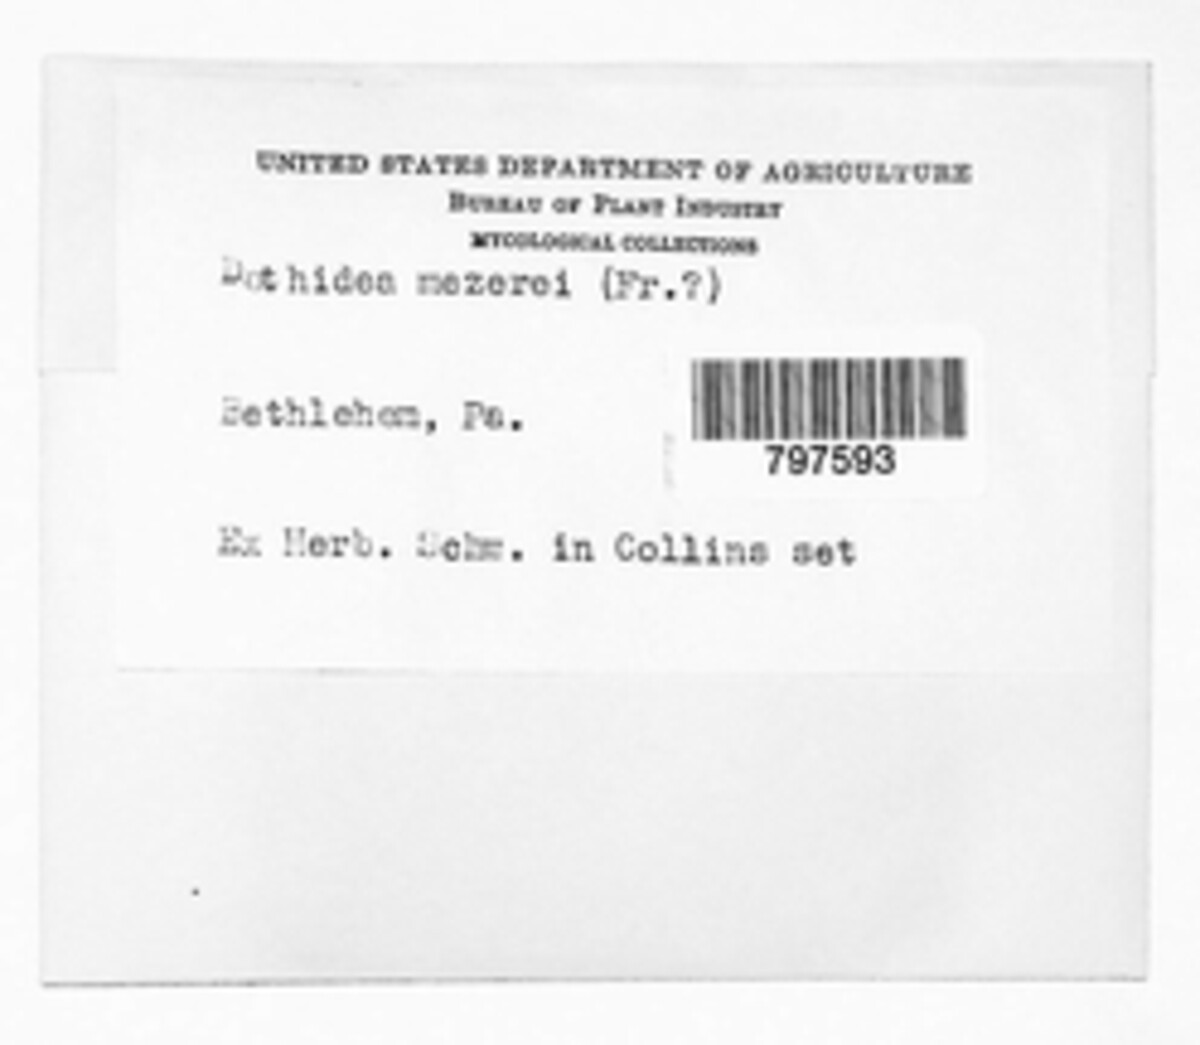 UNITED STATES DEPARTMENT OF AGRICULTURE
BUREAU OF PLANT INDUSTRY
MYCOLOGICAL COLLECTIONS
Dothidea mezerei (Fr.?)
Bethlehem, Pa.
797593
Ex Herb. Schw. in Collins set